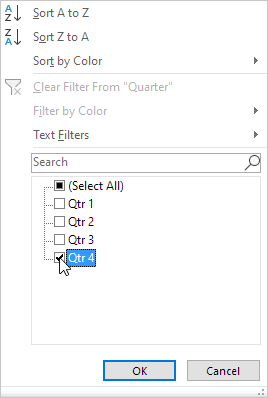 Sort A to Z
Sort Z to A
Sort by Color
Clear Filter From "Quarter"
Filter by Color
Text Filters
Search
(Select All)
Qtr 1
Qtr 2
Qtr 3
Qtr 4
OK Cancel